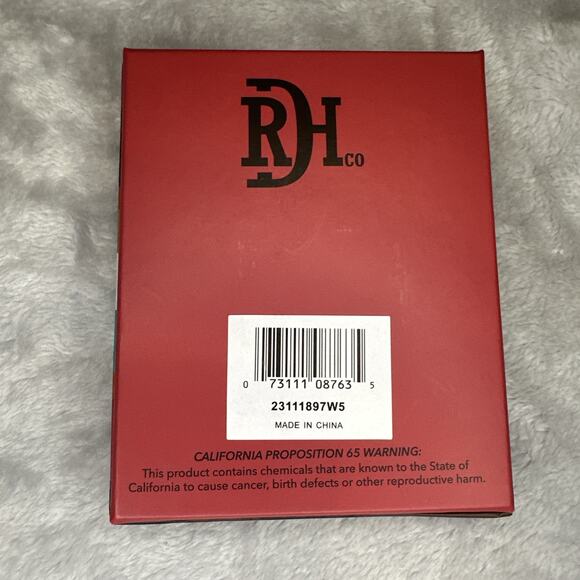 RDH CO
0 73111 08763 5
23111897W5
MADE IN CHINA
CALIFORNIA PROPOSITION 65 WARNING:
This product contains chemicals that are known to the State of
California to cause cancer, birth defects or other reproductive harm.